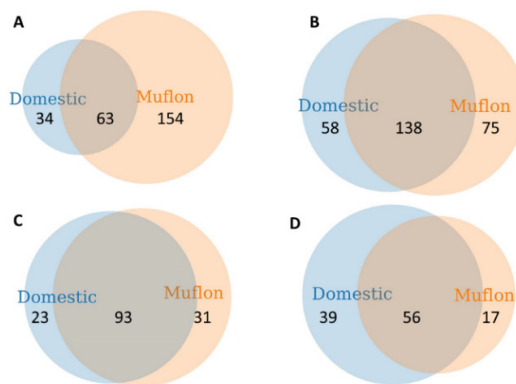 A
Domestic
Muflon
34
63
154
B
Domestic
Muflon
58
138
75
C
Domestic
Muflon
23
93
31
D
Domestic
Muflon
39
56
17